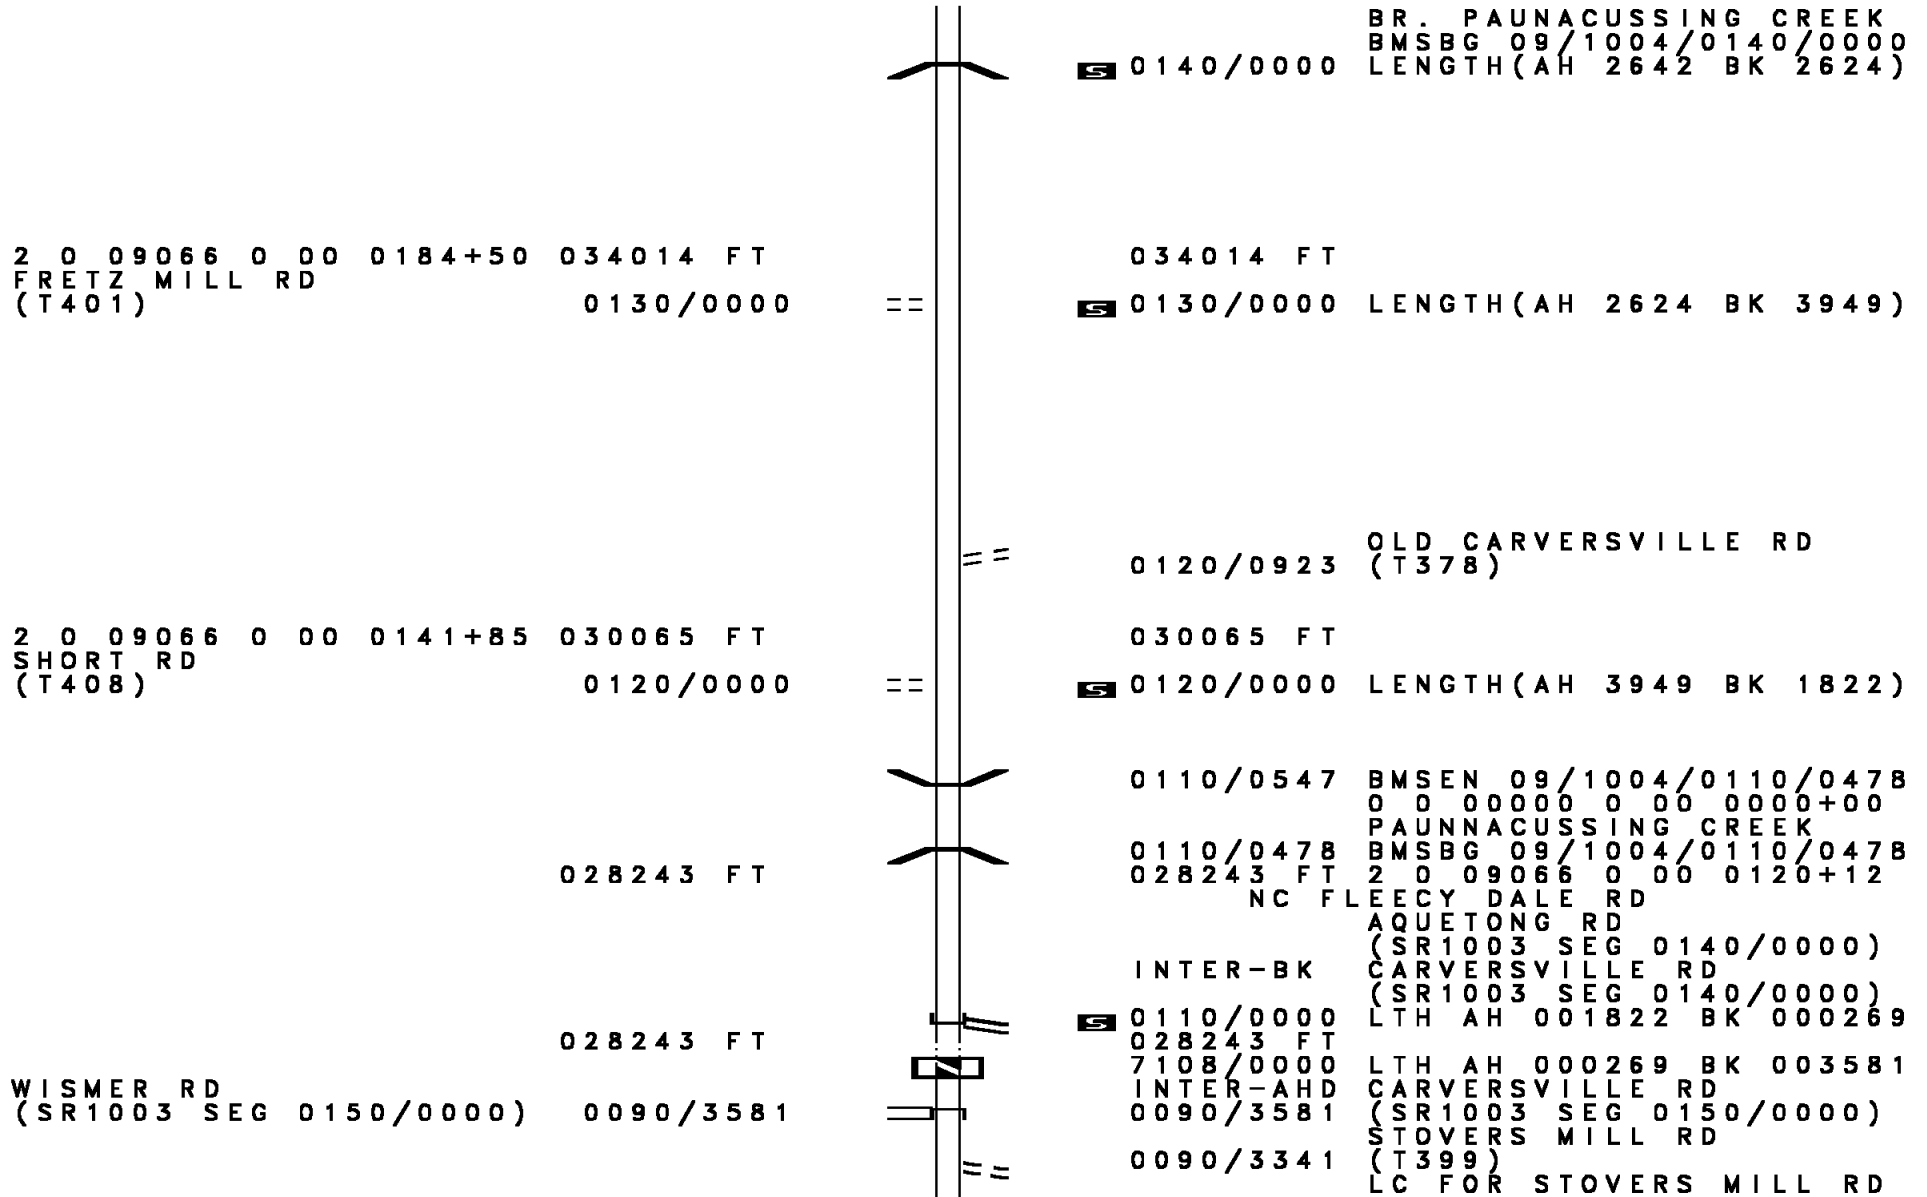 BR. PAUNACUSSING CREEK
BMSBG 09/1004/0140/0000
S 0140/0000 LENGTH(AH 2642 BK 2624)
2 0 09066 0 00 0184+50 034014 FT 034014 FT
FRETZ MILL RD
(T401) 0130/0000 S 0130/0000 LENGTH(AH 2624 BK 3949)
OLD CARVERSVILLE RD
0120/0923 (T378)
2 0 09066 0 00 0141+85 030065 FT 030065 FT
SHORT RD
(T408) 0120/0000 S 0120/0000 LENGTH(AH 3949 BK 1822)
0110/0547 BMSEN 09/1004/0110/0478
0 0 00000 0 00 0000+00
PAUNNACUSSING CREEK
0110/0478 BMSBG 09/1004/0110/0478
028243 FT 028243 FT 2 0 09066 0 00 0120+12
NC FLEECY DALE RD
AQUETONG RD
(SR1003 SEG 0140/0000)
INTER-BK CARVERSVILLE RD
(SR1003 SEG 0140/0000)
S 0110/0000 LTH AH 001822 BK 000269
028243 FT 028243 FT
7108/0000 LTH AH 000269 BK 003581
WISMER RD INTER-AHD CARVERSVILLE RD
(SR1003 SEG 0150/0000) 0090/3581 0090/3581 (SR1003 SEG 0150/0000)
STOVERS MILL RD
0090/3341 (T399)
LC FOR STOVERS MILL RD